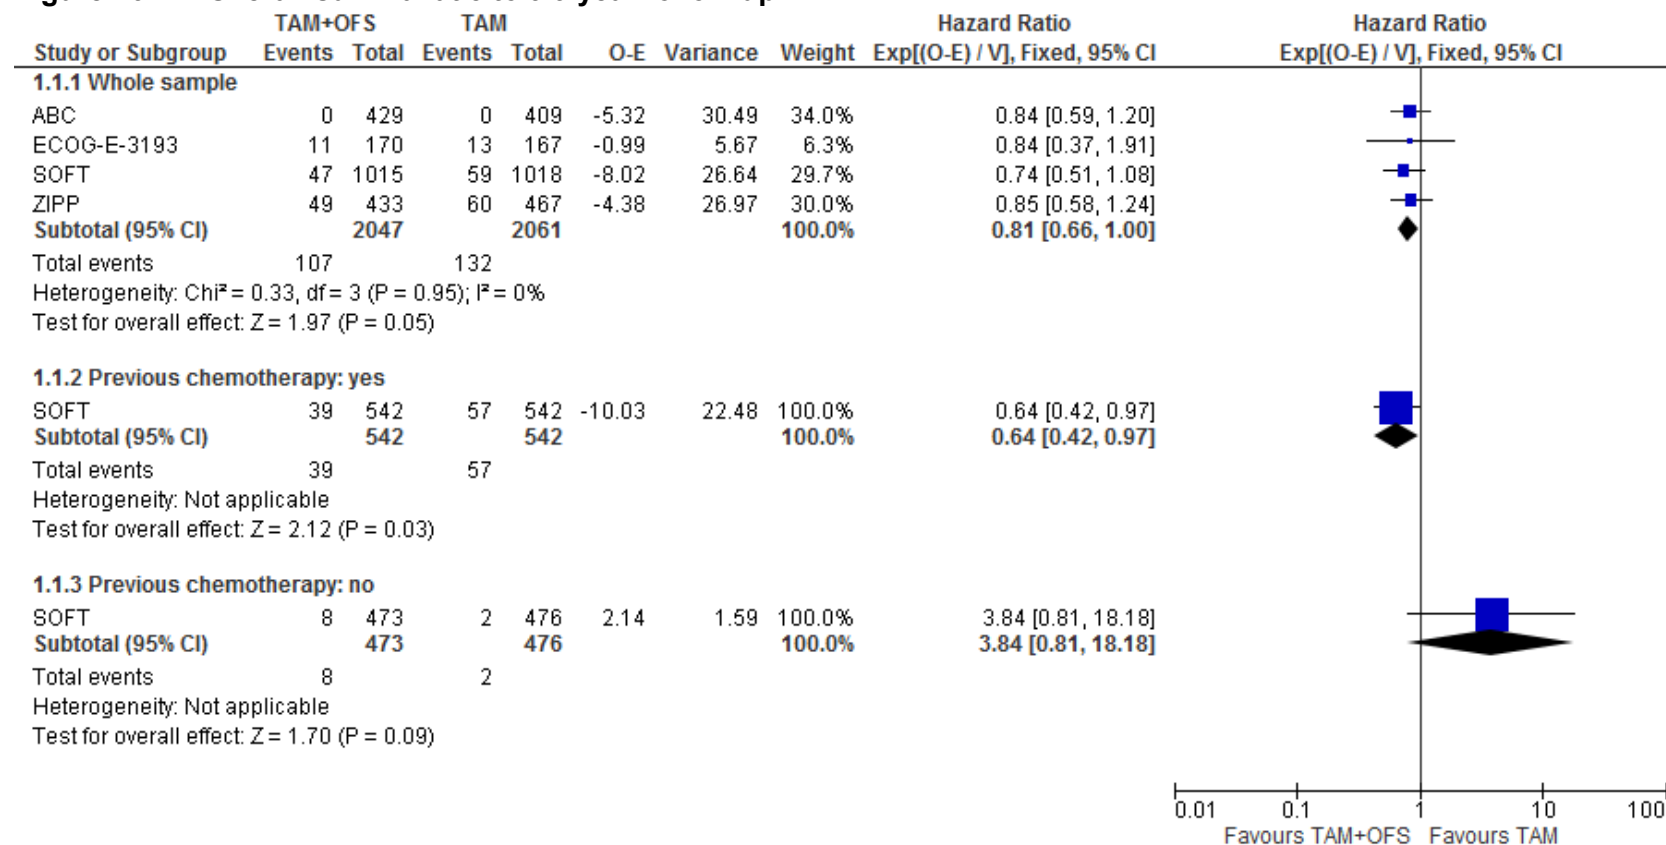 TAM+OFS TAM Hazard Ratio Hazard Ratio
Study or Subgroup Events Total Events Total O-E Variance Weight Exp[(O-E) / V], Fixed, 95% CI Exp[(O-E) / V], Fixed, 95% CI
1.1.1 Whole sample
ABC 0 429 0 409 -5.32 30.49 34.0% 0.84 [0.59, 1.20]
ECOG-E-3193 11 170 13 167 -0.99 5.67 6.3% 0.84 [0.37, 1.91]
SOFT 47 1015 59 1018 -8.02 26.64 29.7% 0.74 [0.51, 1.08]
ZIPP 49 433 60 467 -4.38 26.97 30.0% 0.85 [0.58, 1.24]
Subtotal (95% CI) 2047 2061 100.0% 0.81 [0.66, 1.00]
Total events 107 132
Heterogeneity: Chi² = 0.33, df = 3 (P = 0.95); I² = 0%
Test for overall effect: Z = 1.97 (P = 0.05)
1.1.2 Previous chemotherapy: yes
SOFT 39 542 57 542 -10.03 22.48 100.0% 0.64 [0.42, 0.97]
Subtotal (95% CI) 542 542 100.0% 0.64 [0.42, 0.97]
Total events 39 57
Heterogeneity: Not applicable
Test for overall effect: Z = 2.12 (P = 0.03)
1.1.3 Previous chemotherapy: no
SOFT 8 473 2 476 2.14 1.59 100.0% 3.84 [0.81, 18.18]
Subtotal (95% CI) 473 476 100.0% 3.84 [0.81, 18.18]
Total events 8 2
Heterogeneity: Not applicable
Test for overall effect: Z = 1.70 (P = 0.09)
0.01 0.1 1 10 100
Favours TAM+OFS Favours TAM